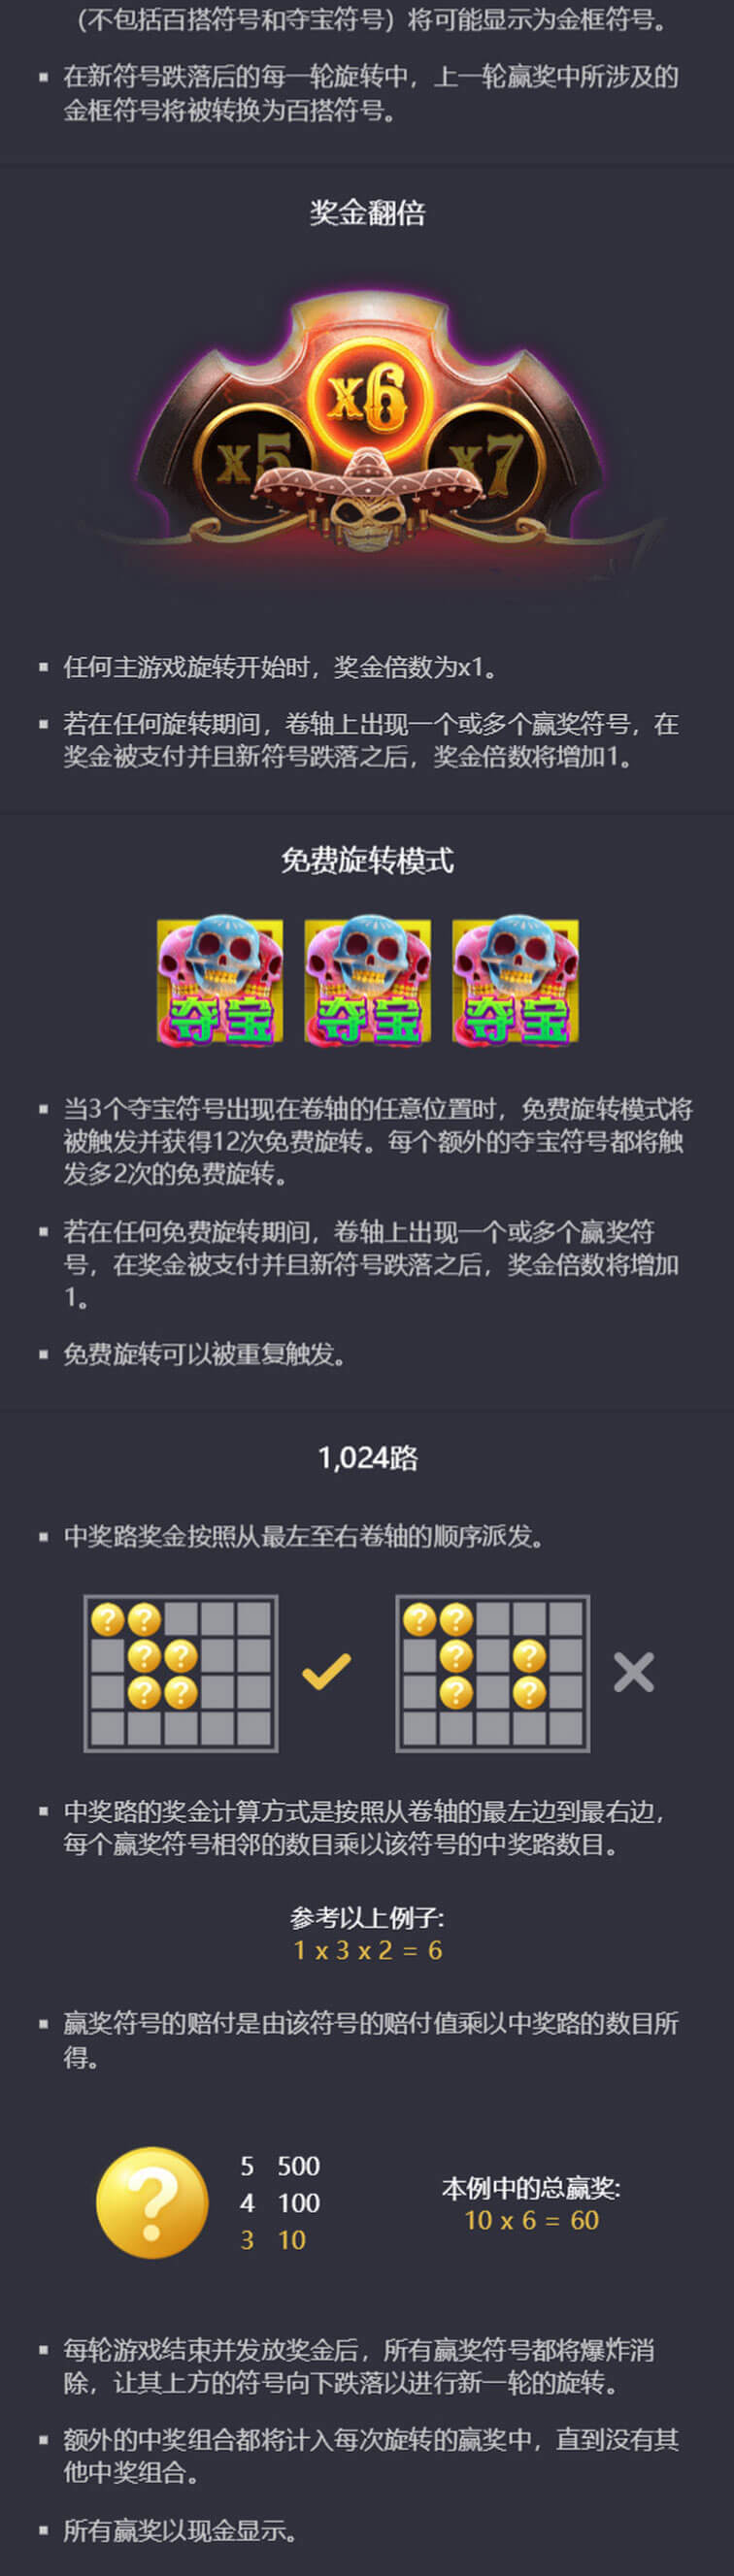 （不包括百搭符号和夺宝符号）将可能显示为金框符号。
▪ 在新符号跌落后的每一轮旋转中，上一轮赢奖中所涉及的
金框符号将被转换为百搭符号。
奖金翻倍
x6
x5
x7
▪ 任何主游戏旋转开始时，奖金倍数为x1。
▪ 若在任何旋转期间，卷轴上出现一个或多个赢奖符号，在
奖金被支付并且新符号跌落之后，奖金倍数将增加1。
免费旋转模式
夺宝 夺宝 夺宝
▪ 当3个夺宝符号出现在卷轴的任意位置时，免费旋转模式将
被触发并获得12次免费旋转。每个额外的夺宝符号都将触
发多2次的免费旋转。
▪ 若在任何免费旋转期间，卷轴上出现一个或多个赢奖符
号，在奖金被支付并且新符号跌落之后，奖金倍数将增加
1。
▪ 免费旋转可以被重复触发。
1,024路
▪ 中奖路奖金按照从最左至右卷轴的顺序派发。
? ? ? ?
? ? ? ?
? ? ? ?
▪ 中奖路的奖金计算方式是按照从卷轴的最左边到最右边，
每个赢奖符号相邻的数目乘以该符号的中奖路数目。
参考以上例子:
1 x 3 x 2 = 6
▪ 赢奖符号的赔付是由该符号的赔付值乘以中奖路的数目所
得。
?
5 500
4 100
3 10
本例中的总赢奖:
10 x 6 = 60
▪ 每轮游戏结束并发放奖金后，所有赢奖符号都将爆炸消
除，让其上方的符号向下跌落以进行新一轮的旋转。
▪ 额外的中奖组合都将计入每次旋转的赢奖中，直到没有其
他中奖组合。
▪ 所有赢奖以现金显示。